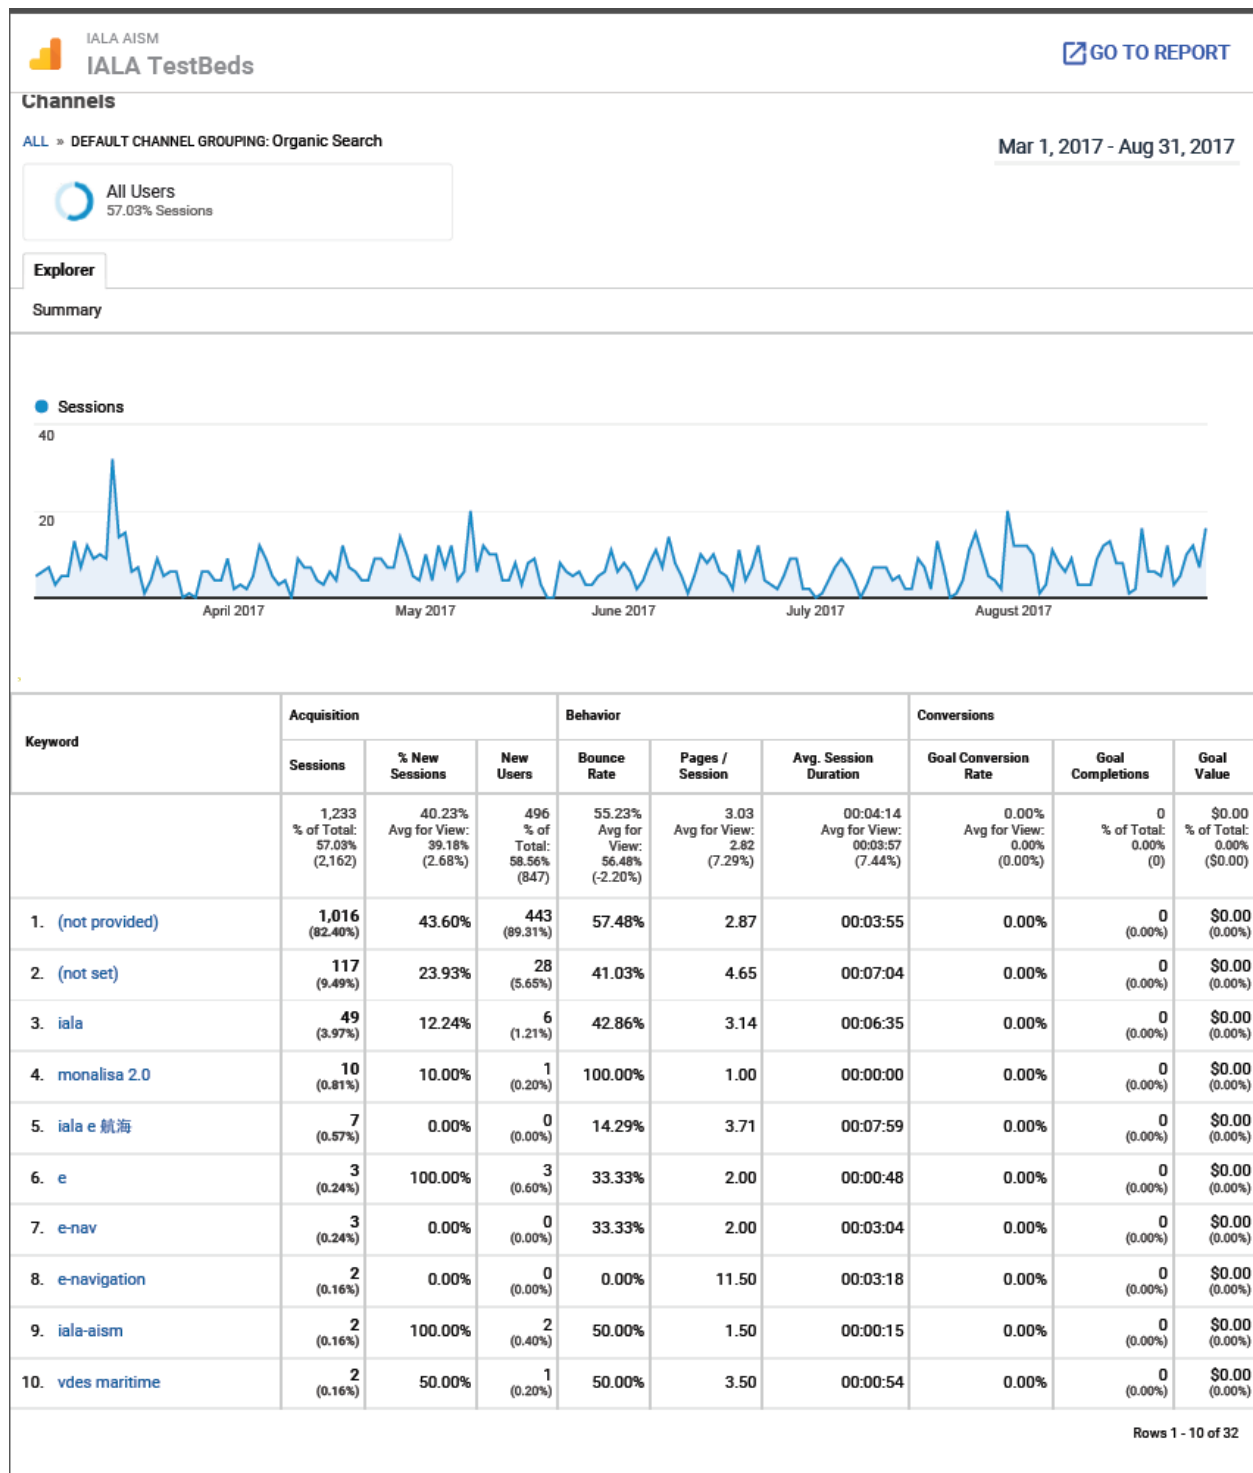 IALA AISM
IALA TestBeds
GO TO REPORT
Channels
ALL » DEFAULT CHANNEL GROUPING: Organic Search
Mar 1, 2017 - Aug 31, 2017
All Users
57.03% Sessions
Explorer
Summary
Sessions
40
20
April 2017 May 2017 June 2017 July 2017 August 2017
Keyword
Acquisition Behavior Conversions
Sessions % New Sessions New Users Bounce Rate Pages / Session Avg. Session Duration Goal Conversion Rate Goal Completions Goal Value
1,233 40.23% 496 55.23% 3.03 00:04:14 0.00% 0 $0.00
% of Total: 57.03% (2,162) Avg for View: 39.18% (2.68%) % of Total: 58.56% (847) Avg for View: 56.48% (-2.20%) Avg for View: 2.82 (7.29%) Avg for View: 00:03:57 (7.44%) Avg for View: 0.00% (0.00%) % of Total: 0.00% (0) % of Total: 0.00% ($0.00)
1. (not provided) 1,016 (82.40%) 43.60% 443 (89.31%) 57.48% 2.87 00:03:55 0.00% 0 (0.00%) $0.00 (0.00%)
2. (not set) 117 (9.49%) 23.93% 28 (5.65%) 41.03% 4.65 00:07:04 0.00% 0 (0.00%) $0.00 (0.00%)
3. iala 49 (3.97%) 12.24% 6 (1.21%) 42.86% 3.14 00:06:35 0.00% 0 (0.00%) $0.00 (0.00%)
4. monalisa 2.0 10 (0.81%) 10.00% 1 (0.20%) 100.00% 1.00 00:00:00 0.00% 0 (0.00%) $0.00 (0.00%)
5. iala e 航海 7 (0.57%) 0.00% 0 (0.00%) 14.29% 3.71 00:07:59 0.00% 0 (0.00%) $0.00 (0.00%)
6. e 3 (0.24%) 100.00% 3 (0.60%) 33.33% 2.00 00:00:48 0.00% 0 (0.00%) $0.00 (0.00%)
7. e-nav 3 (0.24%) 0.00% 0 (0.00%) 33.33% 2.00 00:03:04 0.00% 0 (0.00%) $0.00 (0.00%)
8. e-navigation 2 (0.16%) 0.00% 0 (0.00%) 0.00% 11.50 00:03:18 0.00% 0 (0.00%) $0.00 (0.00%)
9. iala-aism 2 (0.16%) 100.00% 2 (0.40%) 50.00% 1.50 00:00:15 0.00% 0 (0.00%) $0.00 (0.00%)
10. vdes maritime 2 (0.16%) 50.00% 1 (0.20%) 50.00% 3.50 00:00:54 0.00% 0 (0.00%) $0.00 (0.00%)
Rows 1 - 10 of 32